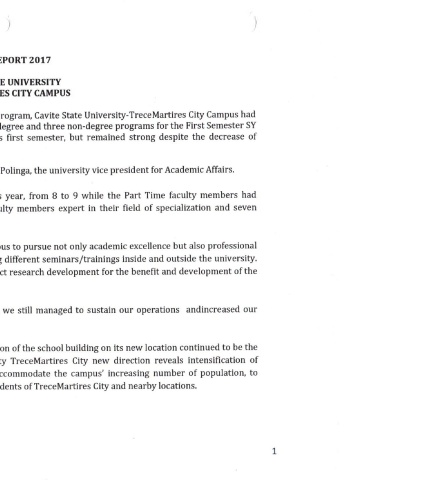 EPORT 2017
E UNIVERSITY
ES CITY CAMPUS
rogram, Cavite State University-TreceMartires City Campus had
degree and three non-degree programs for the First Semester SY
s first semester, but remained strong despite the decrease of
Polinga, the university vice president for Academic Affairs.
s year, from 8 to 9 while the Part Time faculty members had
ulty members expert in their field of specialization and seven
ous to pursue not only academic excellence but also professional
g different seminars/trainings inside and outside the university.
ct research development for the benefit and development of the
we still managed to sustain our operations andincreased our
on of the school building on its new location continued to be the
ty TreceMartires City new direction reveals intensification of
ccommodate the campus' increasing number of population, to
dents of TreceMartires City and nearby locations.
1